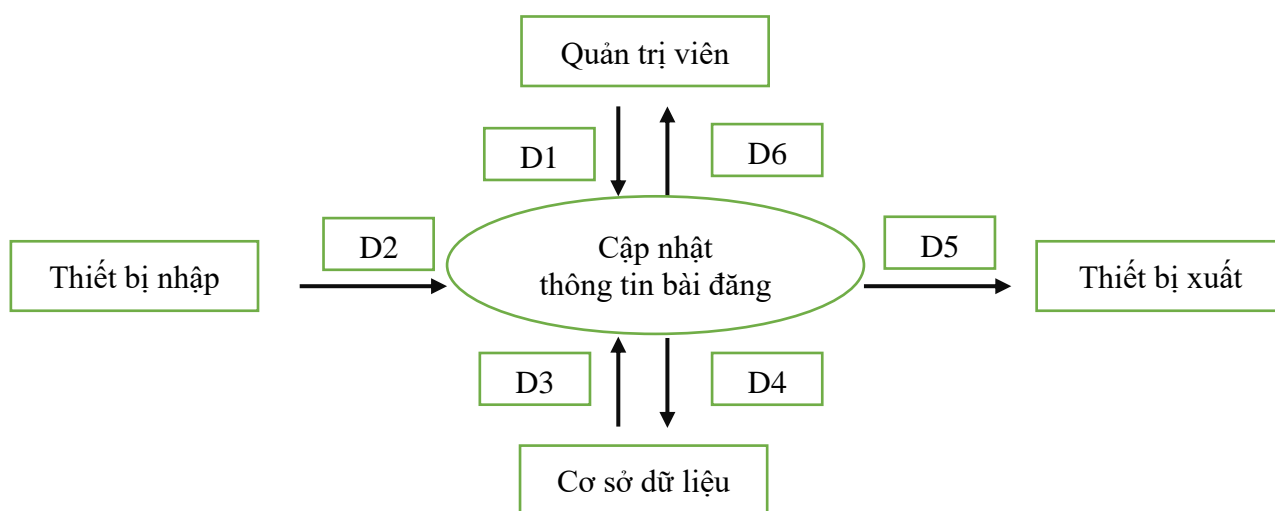 Quản trị viên
D1
D6
Thiết bị nhập
D2
Cập nhật
thông tin bài đăng
D5
Thiết bị xuất
D3
D4
Cơ sở dữ liệu